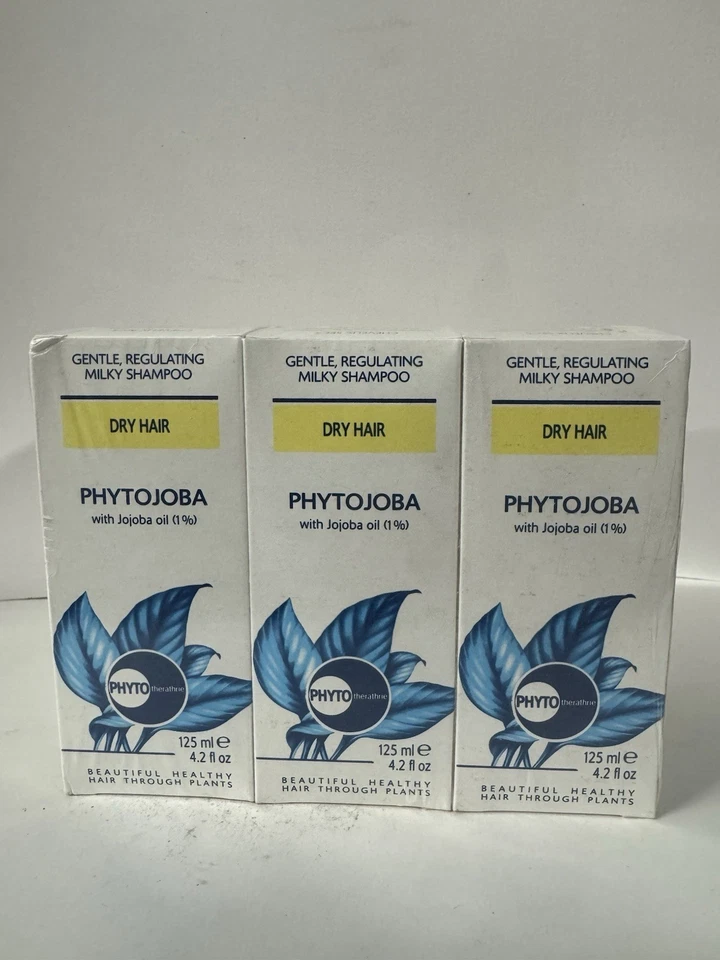 GENTLE, REGULATING
MILKY SHAMPOO
DRY HAIR
PHYTOJOBA
with Jojoba oil (1%)
PHYTO therathrie
125 ml e
4.2 fl oz
BEAUTIFUL HEALTHY
HAIR THROUGH PLANTS
GENTLE, REGULATING
MILKY SHAMPOO
DRY HAIR
PHYTOJOBA
with Jojoba oil (1%)
PHYTO therathrie
125 ml e
4.2 fl oz
BEAUTIFUL HEALTHY
HAIR THROUGH PLANTS
GENTLE, REGULATING
MILKY SHAMPOO
DRY HAIR
PHYTOJOBA
with Jojoba oil (1%)
PHYTO therathrie
125 ml e
4.2 fl oz
BEAUTIFUL HEALTHY
HAIR THROUGH PLANTS